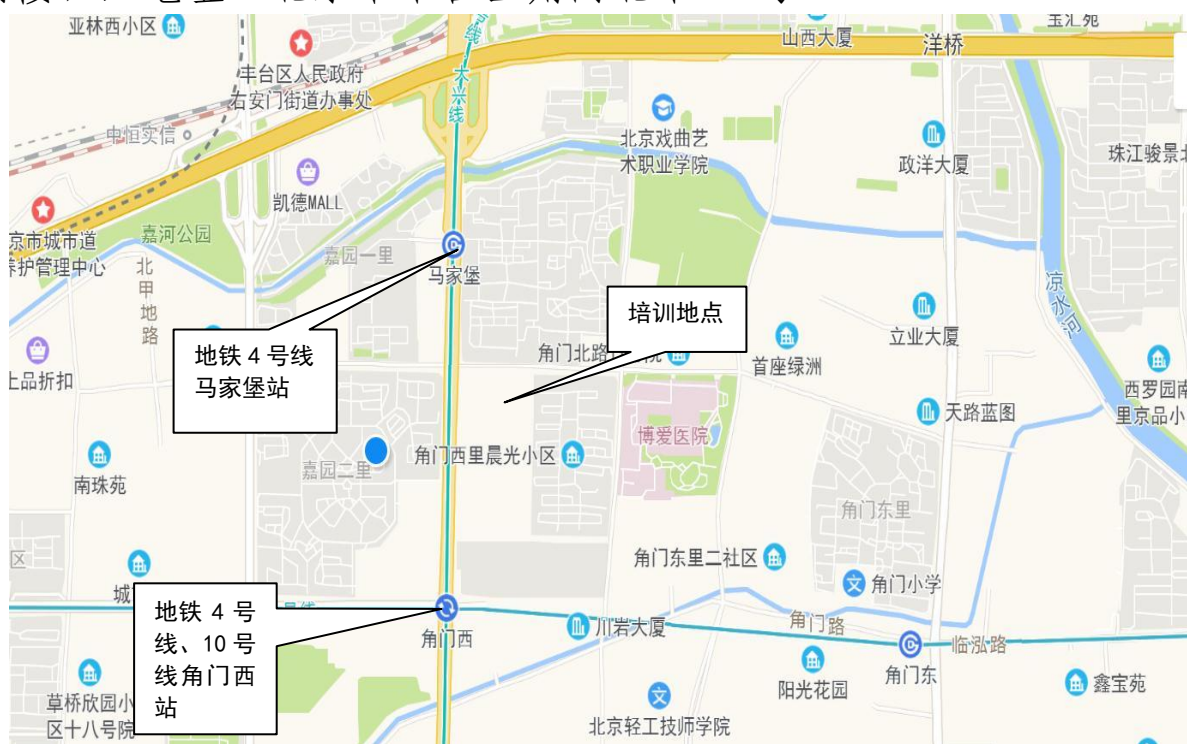 宝汇苑
亚林西小区
山西大厦
洋桥
丰台区人民政府
右安门街道办事处
大兴线
中恒实信
北京戏曲艺
术职业学院
政洋大厦
珠江骏景北
凯德MALL
京市城市道
养护管理中心
嘉河公园
嘉园一里
马家堡
北甲地路
凉水河
培训地点
立业大厦
地铁 4 号线
马家堡站
角门北路
首座绿洲
上品折扣
西罗园南
里京品小
天路蓝图
博爱医院
角门西里晨光小区
嘉园二里
南珠苑
角门东里
区
角门东里二社区
角门小学
城
地铁 4 号
线、10 号
线角门西
站
角门西
川岩大厦
角门路
临泓路
角门东
阳光花园
鑫宝苑
草桥欣园小
区十八号院
北京轻工技师学院